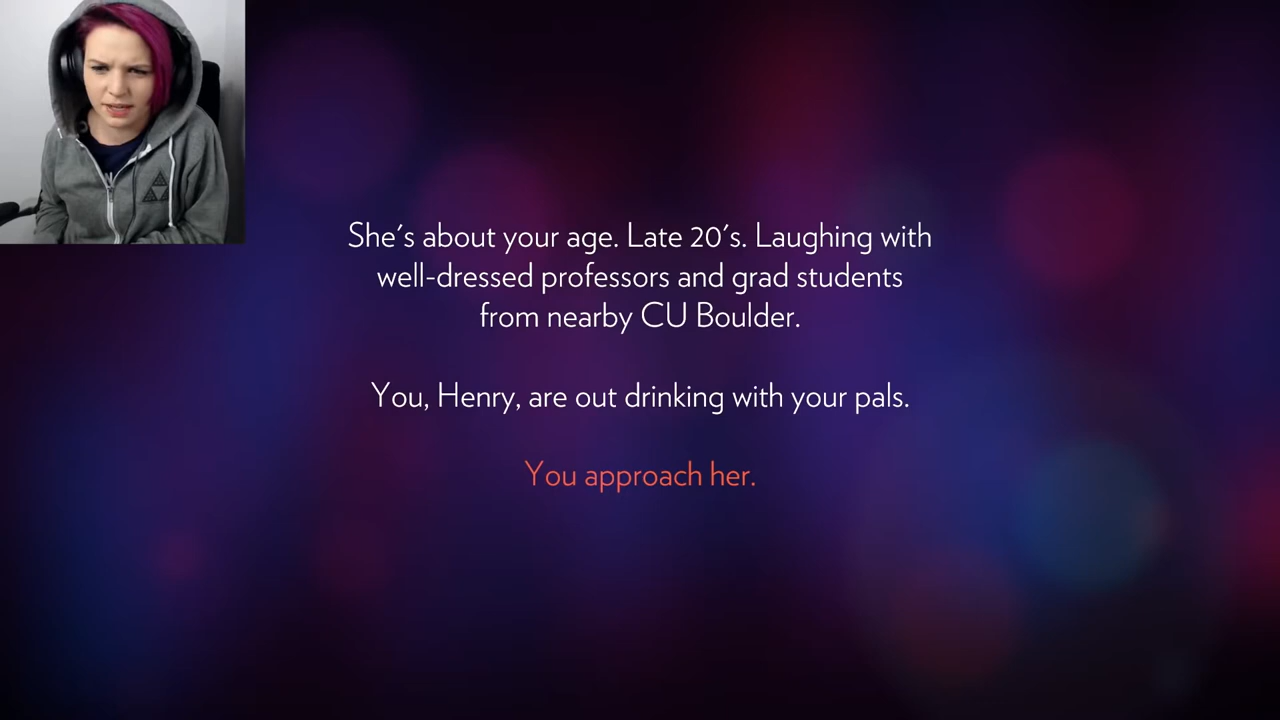 She's about your age. Late 20's. Laughing with
well-dressed professors and grad students
from nearby CU Boulder.
You, Henry, are out drinking with your pals.
You approach her.